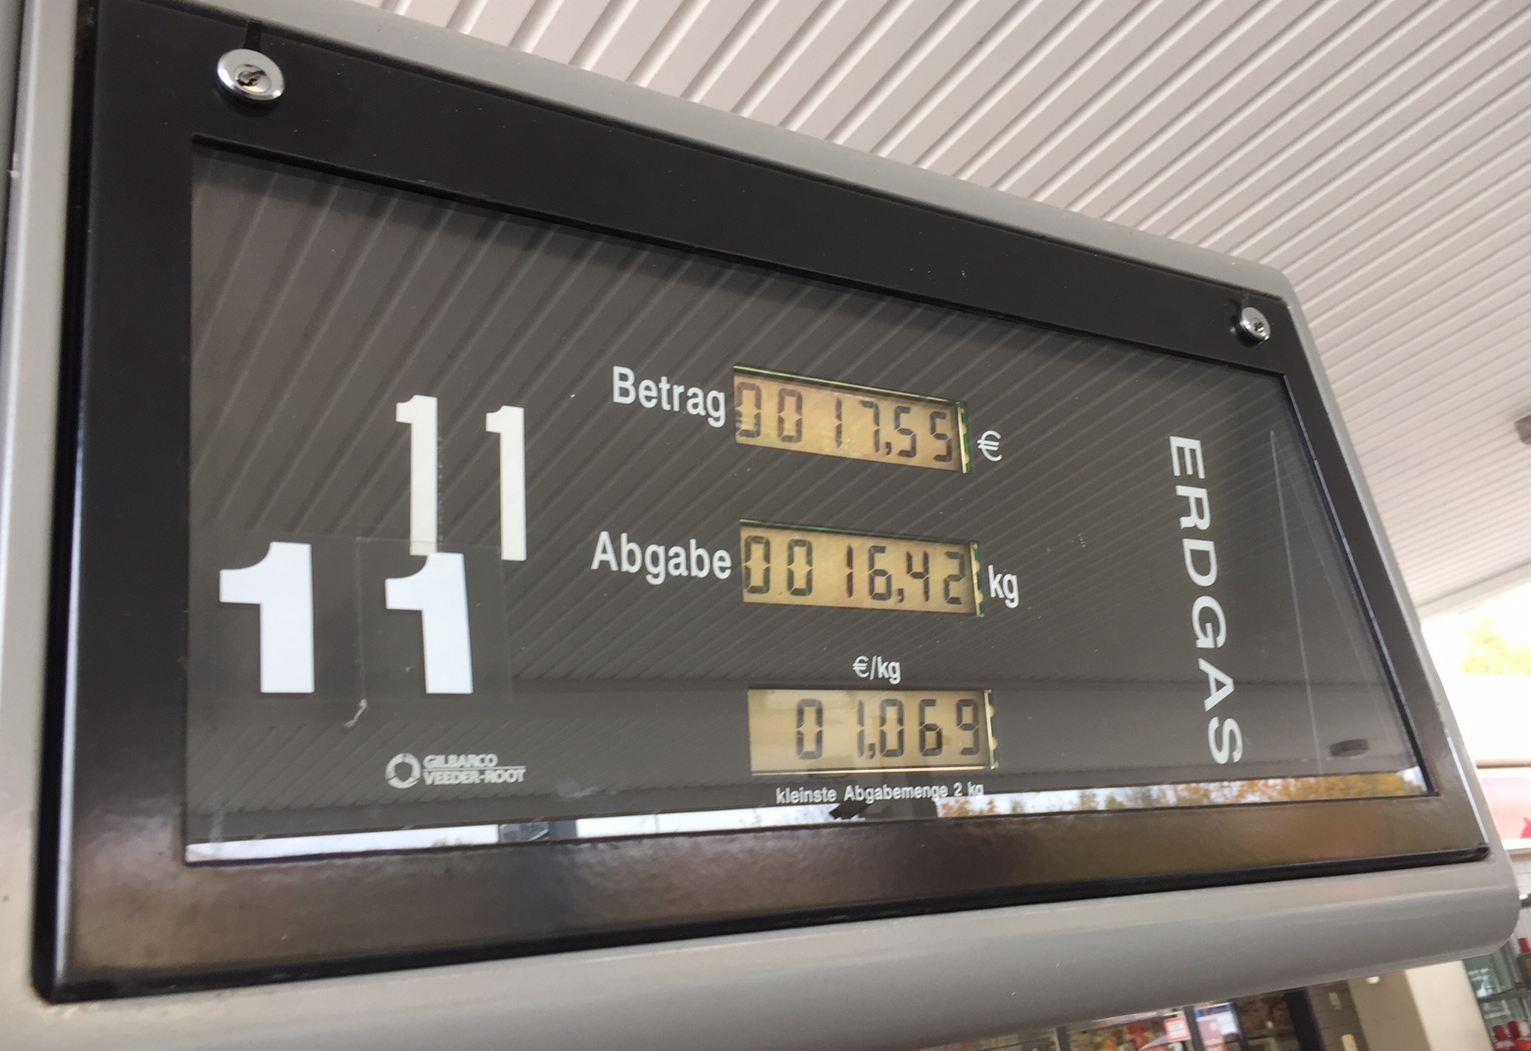 11
Betrag 0017,55 €
Abgabe 0016,42 kg
11
€/kg
01,069
kleinste Abgabemenge 2 kg
GILBARCO
VEEDER-ROOT
ERDGAS